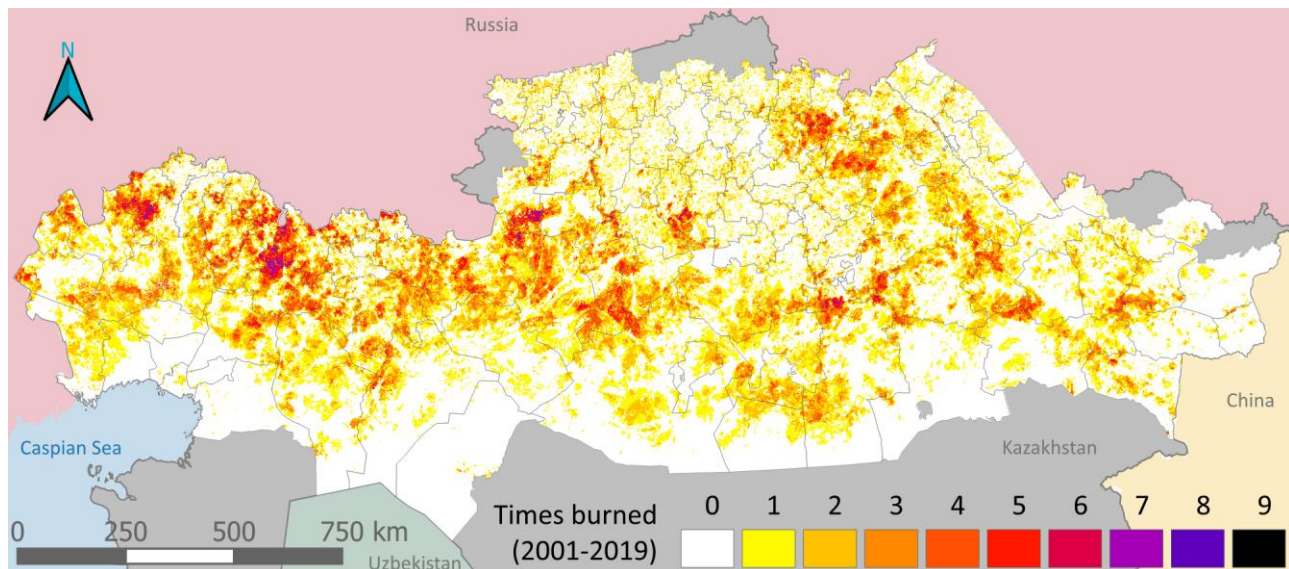 Russia
N
China
Caspian Sea
Kazakhstan
0 250 500 750 km
Uzbekistan
Times burned
(2001-2019)
0 1 2 3 4 5 6 7 8 9